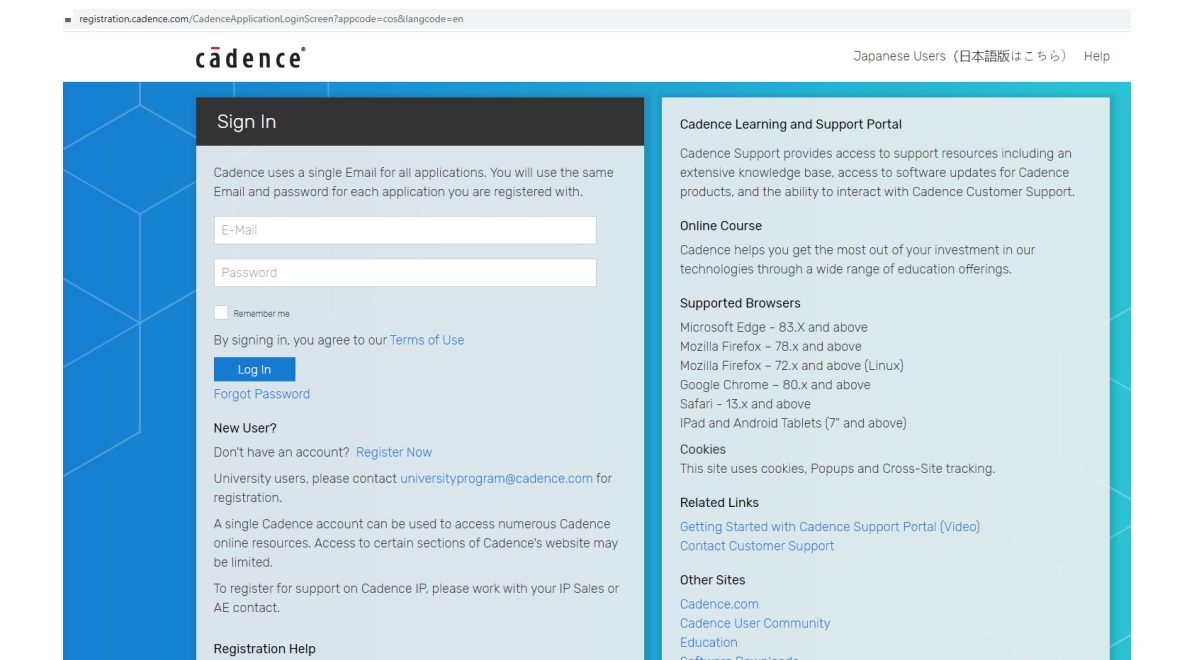 registration.cadence.com/CadenceApplicationLoginScreen?appcode=cos&langcode=en
cādence®
Japanese Users (日本語版はこちら)
Help
Sign In
Cadence uses a single Email for all applications. You will use the same
Email and password for each application you are registered with.
E-Mail
Password
Remember me
By signing in, you agree to our Terms of Use
Log In
Forgot Password
New User?
Don't have an account? Register Now
University users, please contact universityprogram@cadence.com for
registration.
A single Cadence account can be used to access numerous Cadence
online resources. Access to certain sections of Cadence's website may
be limited.
To register for support on Cadence IP, please work with your IP Sales or
AE contact.
Registration Help
Cadence Learning and Support Portal
Cadence Support provides access to support resources including an
extensive knowledge base, access to software updates for Cadence
products, and the ability to interact with Cadence Customer Support.
Online Course
Cadence helps you get the most out of your investment in our
technologies through a wide range of education offerings.
Supported Browsers
Microsoft Edge - 83.X and above
Mozilla Firefox – 78.x and above
Mozilla Firefox – 72.x and above (Linux)
Google Chrome – 80.x and above
Safari - 13.x and above
IPad and Android Tablets (7" and above)
Cookies
This site uses cookies, Popups and Cross-Site tracking.
Related Links
Getting Started with Cadence Support Portal (Video)
Contact Customer Support
Other Sites
Cadence.com
Cadence User Community
Education
Software Downloads